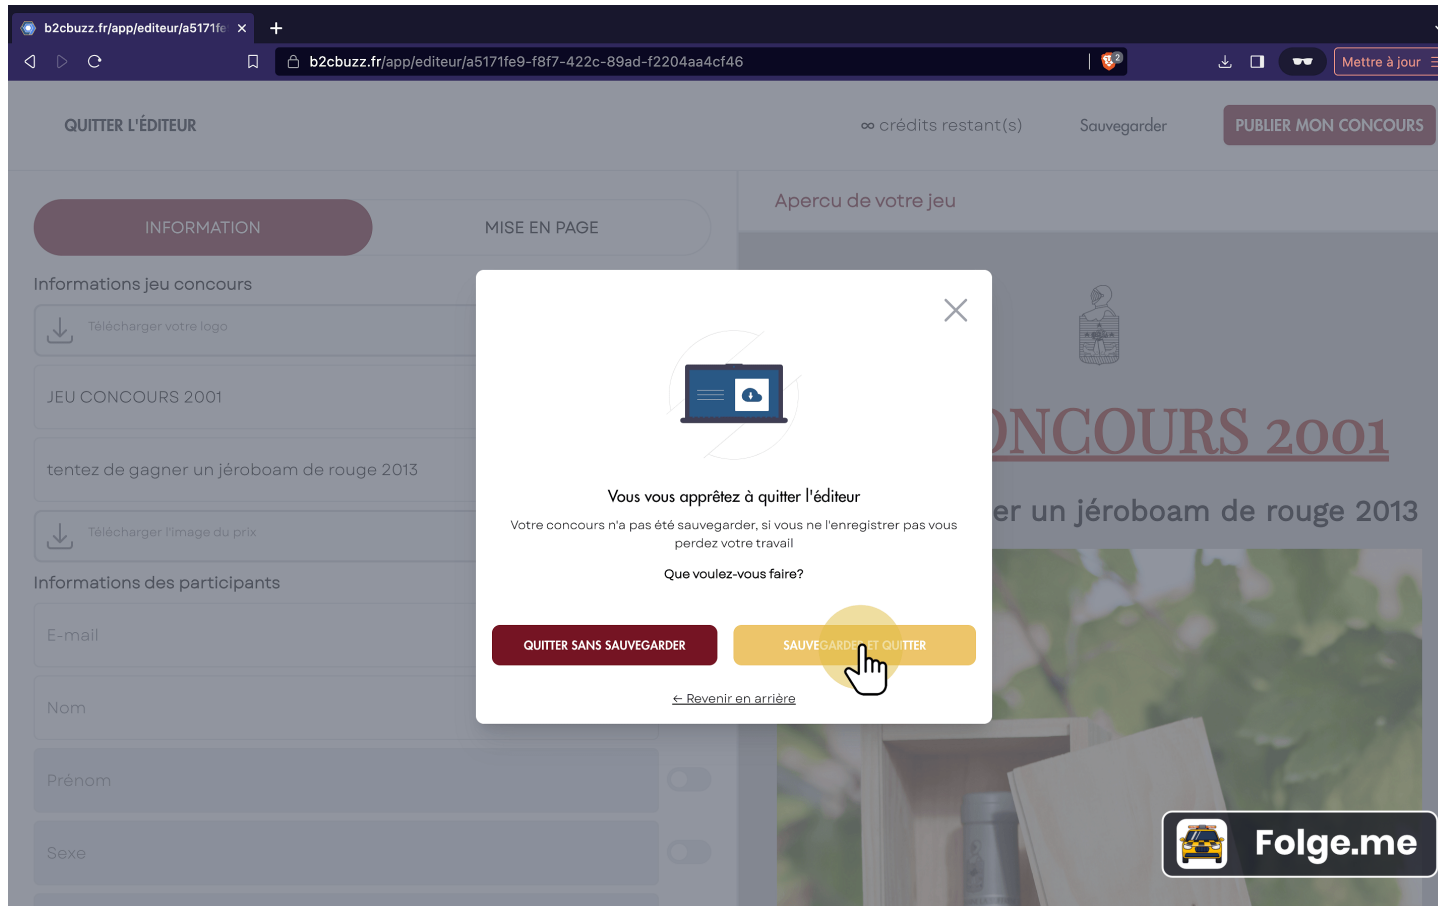 b2cbuzz.fr/app/editeur/a5171fe
b2cbuzz.fr/app/editeur/a5171fe9-f8f7-422c-89ad-f2204aa4cf46
2
Mettre à jour
QUITTER L'ÉDITEUR
∞ crédits restant(s)
Sauvegarder
PUBLIER MON CONCOURS
INFORMATION
MISE EN PAGE
Apercu de votre jeu
Informations jeu concours
Télécharger votre logo
JEU CONCOURS 2001
tentez de gagner un jéroboam de rouge 2013
Télécharger l'image du prix
Informations des participants
E-mail
Nom
Prénom
Sexe
Vous vous apprêtez à quitter l'éditeur
Votre concours n'a pas été sauvegarder, si vous ne l'enregistrer pas vous
perdez votre travail
Que voulez-vous faire?
QUITTER SANS SAUVEGARDER
SAUVEGARDER ET QUITTER
← Revenir en arrière
ONCOURS 2001
er un jéroboam de rouge 2013
Folge.me